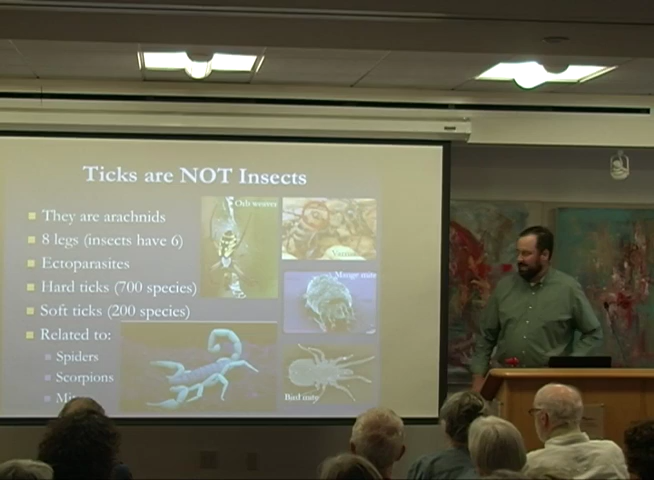 Ticks are NOT Insects
They are arachnids
8 legs (insects have 6)
Ectoparasites
Hard ticks (700 species)
Soft ticks (200 species)
Related to:
Spiders
Scorpions
Orb weaver
Mange mite
Bird mite